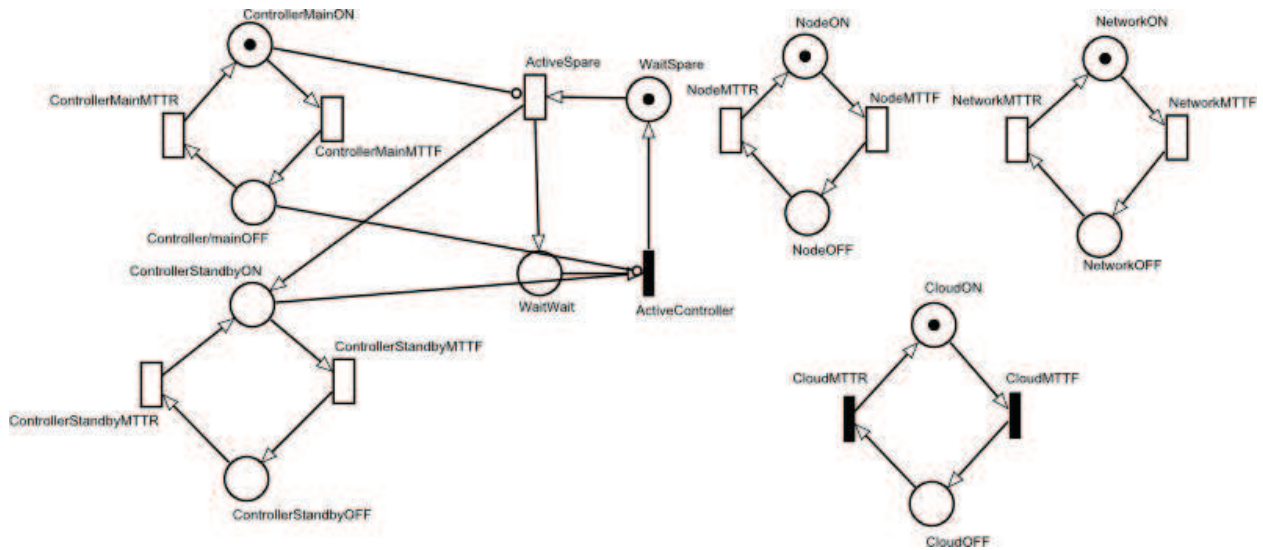 ControllerMainON
ActiveSpare
WaitSpare
ControllerMainMTTR
ControllerMainMTTF
Controller/mainOFF
ControllerStandbyON
WaitWait
ActiveController
ControllerStandbyMTTF
ControllerStandbyMTTR
ControllerStandbyOFF
NodeON
NodeMTTR
NodeMTTF
NodeOFF
NetworkON
NetworkMTTR
NetworkMTTF
NetworkOFF
CloudON
CloudMTTR
CloudMTTF
CloudOFF